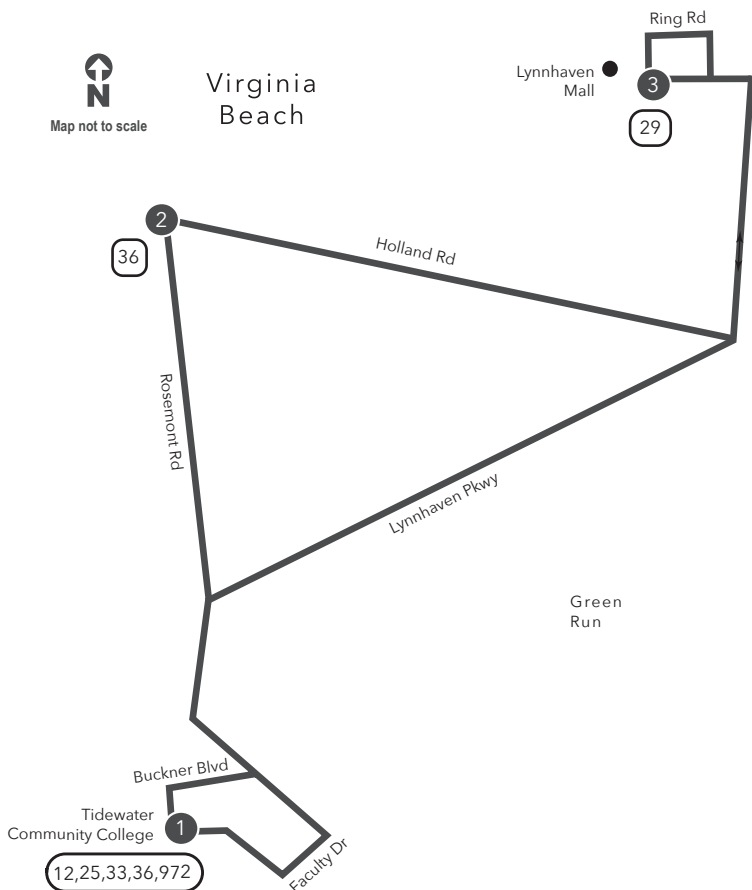 Ring Rd
Lynnhaven
Mall
3
29
N
Map not to scale
Virginia
Beach
2
36
Holland Rd
Rosemont Rd
Lynnhaven Pkwy
Green
Run
Buckner Blvd
Tidewater
Community College
1
12,25,33,36,972
Faculty Dr